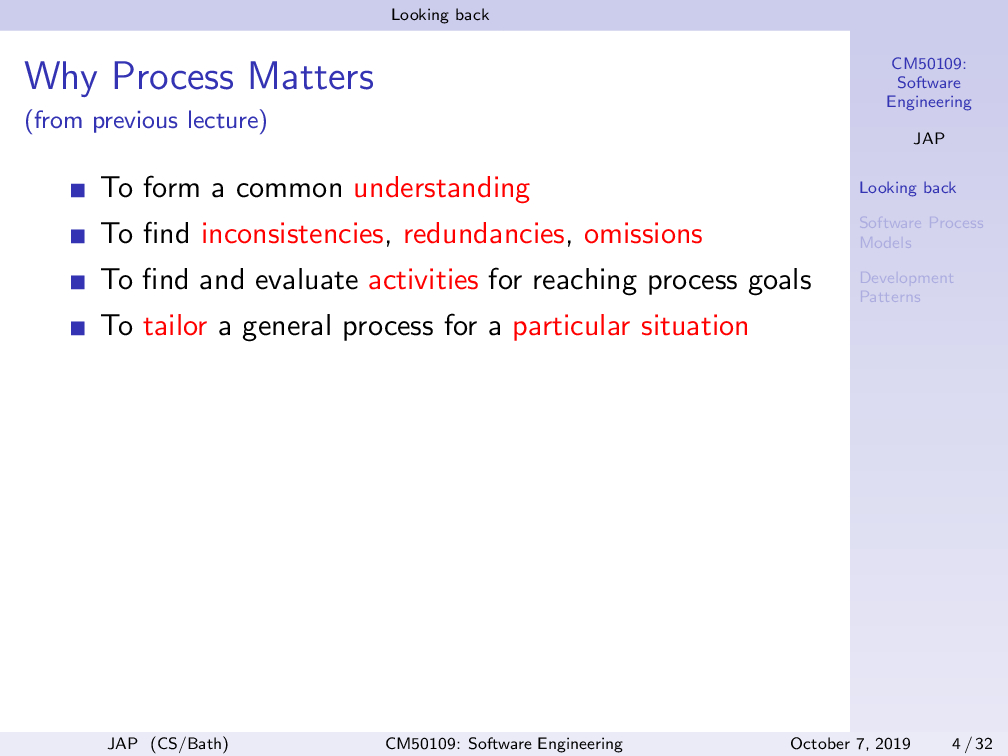 Looking back
Why Process Matters
(from previous lecture)
To form a common understanding
To find inconsistencies, redundancies, omissions
To find and evaluate activities for reaching process goals
To tailor a general process for a particular situation
CM50109:
Software
Engineering
JAP
Looking back
Software Process
Models
Development
Patterns
JAP (CS/Bath)
CM50109: Software Engineering
October 7, 2019
4 / 32